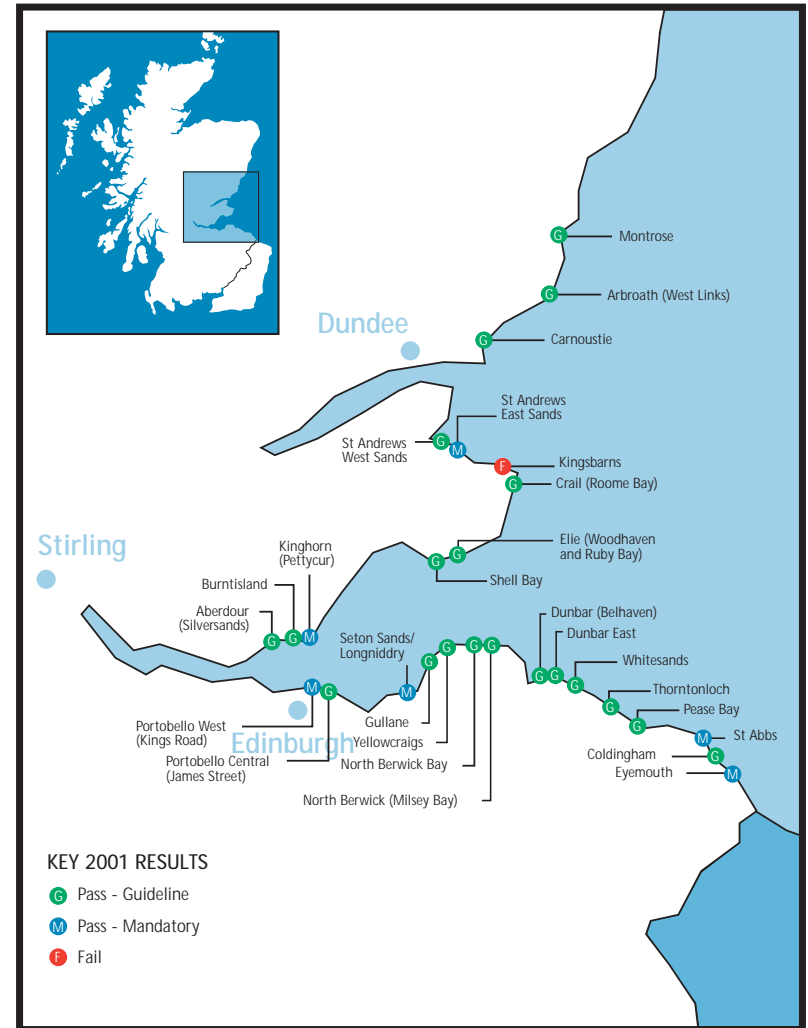 G Montrose
G Arbroath (West Links)
Dundee
G Carnoustie
St Andrews
East Sands
St Andrews
West Sands
G
M
F Kingsbarns
G Crail (Roome Bay)
Stirling
Kinghorn
(Pettycur)
Elie (Woodhaven
and Ruby Bay)
G
G
Shell Bay
Burntisland
Aberdour
(Silversands)
G
G
M
Seton Sands/
Longniddry
Dunbar (Belhaven)
Dunbar East
Whitesands
Thorntonloch
Pease Bay
St Abbs
Coldingham
Eyemouth
G
G
G
G
G
G
G
G
G
M
G
M
M
G
M
Gullane
Yellowcraigs
North Berwick Bay
North Berwick (Milsey Bay)
Portobello West
(Kings Road)
Edinburgh
Portobello Central
(James Street)
KEY 2001 RESULTS
G Pass - Guideline
M Pass - Mandatory
F Fail